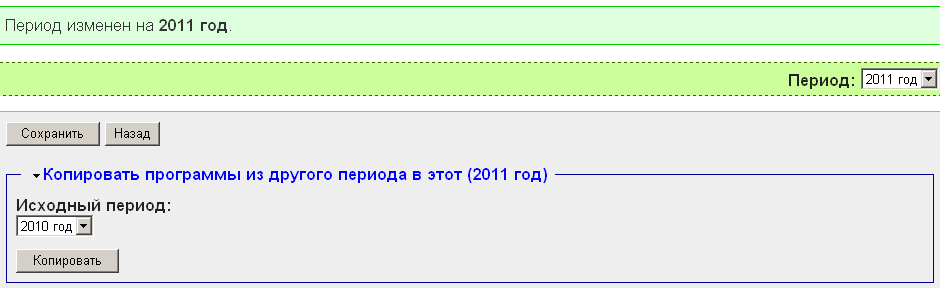 Период изменен на 2011 год.
Период: 2011 год
Сохранить Назад
Копировать программы из другого периода в этот (2011 год)
Исходный период:
2010 год
Копировать